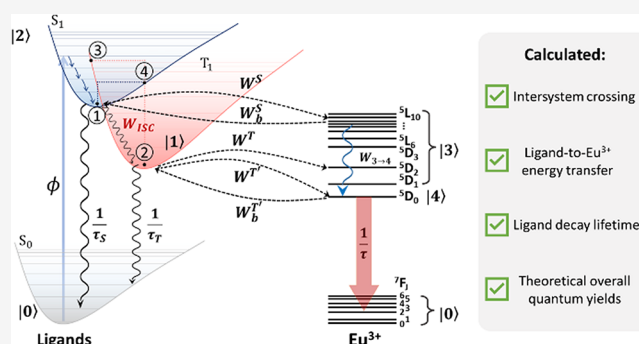 S₁
|2⟩
③
④
T₁
①
W_ISC
|1⟩
②
ϕ
1/τ_S
1/τ_T
S₀
|0⟩
Ligands
W^S
W_b^S
W^T
W^T′
W_b^T′
⁵L₁₀
⋮
⁵L₆
⁵D₃
W₃→₄
⁵D₂
⁵D₁
⁵D₀
|3⟩
|4⟩
1/τ
⁷F_J
6
5
4
3
2
1
0
|0⟩
Eu³⁺
Calculated:
Intersystem crossing
Ligand-to-Eu³⁺
energy transfer
Ligand decay lifetime
Theoretical overall
quantum yields